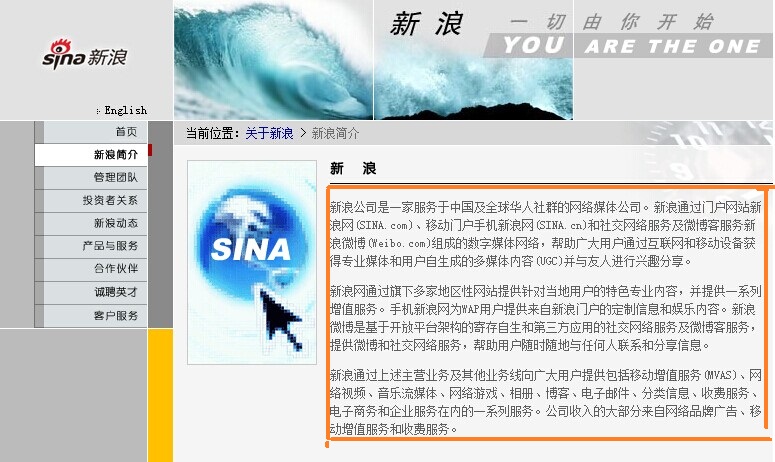 sina新浪
English
新浪 一切由你开始
YOU ARE THE ONE
首页
新浪简介
管理团队
投资者关系
新浪动态
产品与服务
合作伙伴
诚聘英才
客户服务
当前位置：关于新浪 > 新浪简介
SINA
新 浪
新浪公司是一家服务于中国及全球华人社群的网络媒体公司。新浪通过门户网站新
浪网(SINA.com)、移动门户手机新浪网(SINA.cn)和社交网络服务及微博客服务新
浪微博(Weibo.com)组成的数字媒体网络，帮助广大用户通过互联网和移动设备获
得专业媒体和用户自生成的多媒体内容(UGC)并与友人进行兴趣分享。
新浪网通过旗下多家地区性网站提供针对当地用户的特色专业内容，并提供一系列
增值服务。手机新浪网为WAP用户提供来自新浪门户的定制信息和娱乐内容。新浪
微博是基于开放平台架构的寄存自生和第三方应用的社交网络服务及微博客服务，
提供微博和社交网络服务，帮助用户随时随地与任何人联系和分享信息。
新浪通过上述主营业务及其他业务线向广大用户提供包括移动增值服务(MVAS)、网
络视频、音乐流媒体、网络游戏、相册、博客、电子邮件、分类信息、收费服务、
电子商务和企业服务在内的一系列服务。公司收入的大部分来自网络品牌广告、移
动增值服务和收费服务。